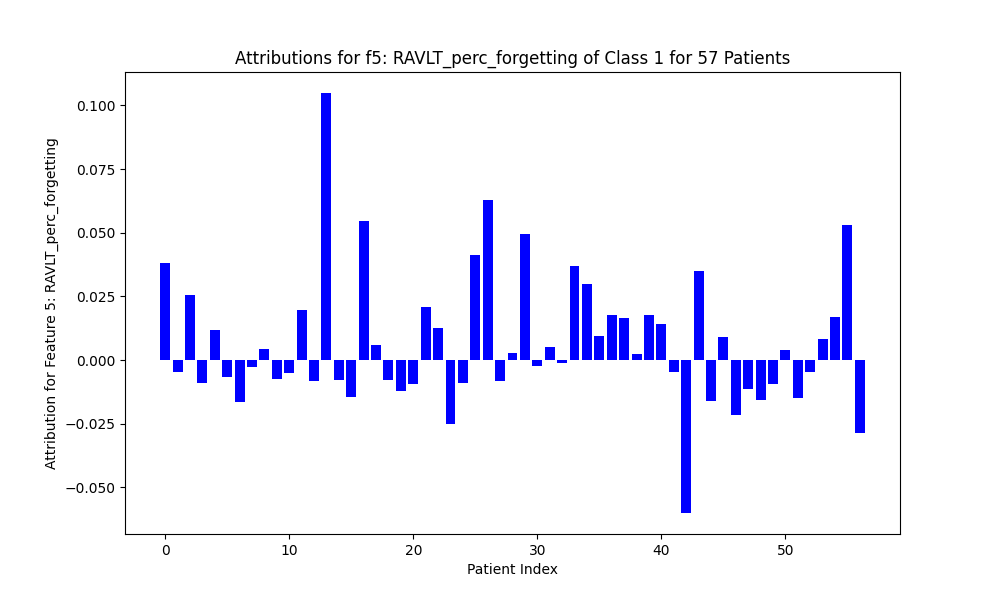 Attributions for f5: RAVLT_perc_forgetting of Class 1 for 57 Patients
Attribution for Feature 5: RAVLT_perc_forgetting
0.100
0.075
0.050
0.025
0.000
−0.025
−0.050
0 10 20 30 40 50
Patient Index